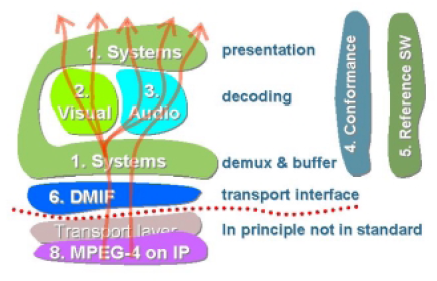 1. Systems
presentation
2.
Visual
3.
Audio
decoding
1. Systems
demux & buffer
6. DMIF
transport interface
Transport layer
In principle not in standard
8. MPEG-4 on IP
4. Conformance
5. Reference SW